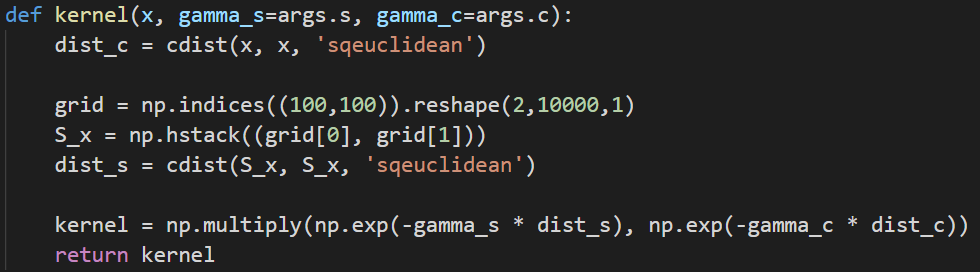 def kernel(x, gamma_s=args.s, gamma_c=args.c):
    dist_c = cdist(x, x, 'sqeuclidean')

    grid = np.indices((100,100)).reshape(2,10000,1)
    S_x = np.hstack((grid[0], grid[1]))
    dist_s = cdist(S_x, S_x, 'sqeuclidean')

    kernel = np.multiply(np.exp(-gamma_s * dist_s), np.exp(-gamma_c * dist_c))
    return kernel